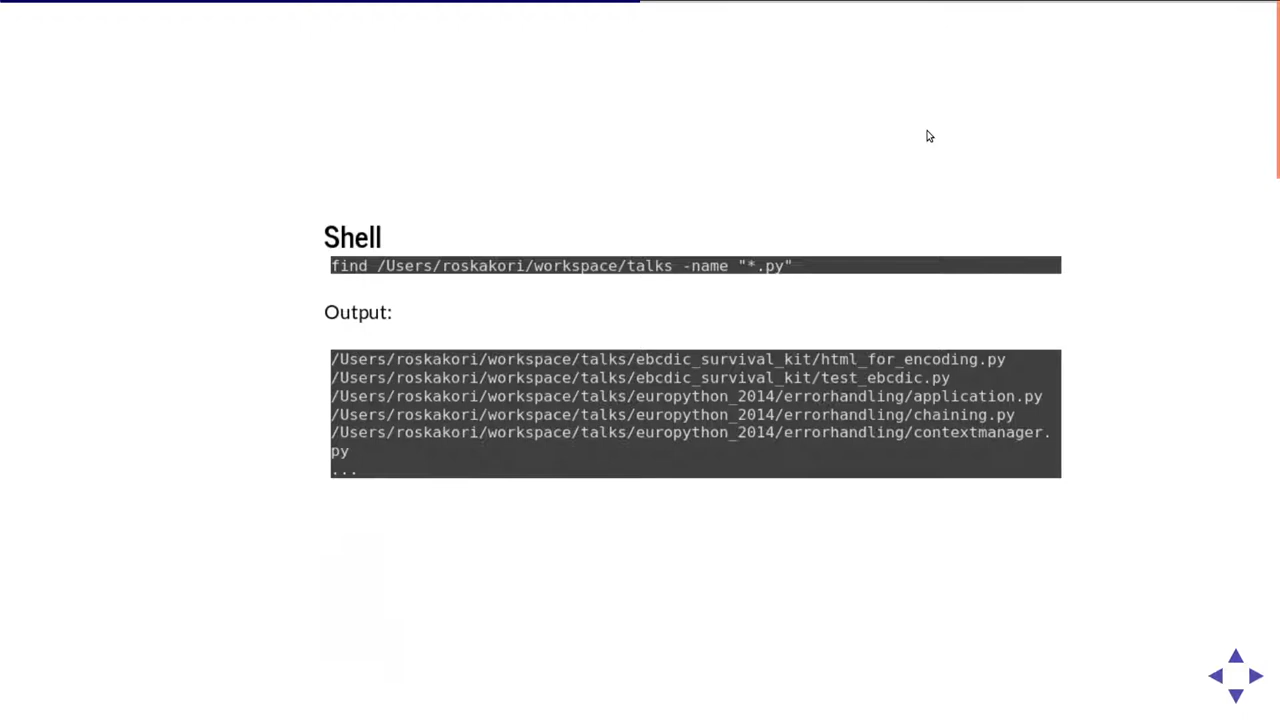 Shell
find /Users/roskakori/workspace/talks -name "*.py"
Output:
/Users/roskakori/workspace/talks/ebcdic_survival_kit/html_for_encoding.py
/Users/roskakori/workspace/talks/ebcdic_survival_kit/test_ebcdic.py
/Users/roskakori/workspace/talks/europython_2014/errorhandling/application.py
/Users/roskakori/workspace/talks/europython_2014/errorhandling/chaining.py
/Users/roskakori/workspace/talks/europython_2014/errorhandling/contextmanager.
py
...